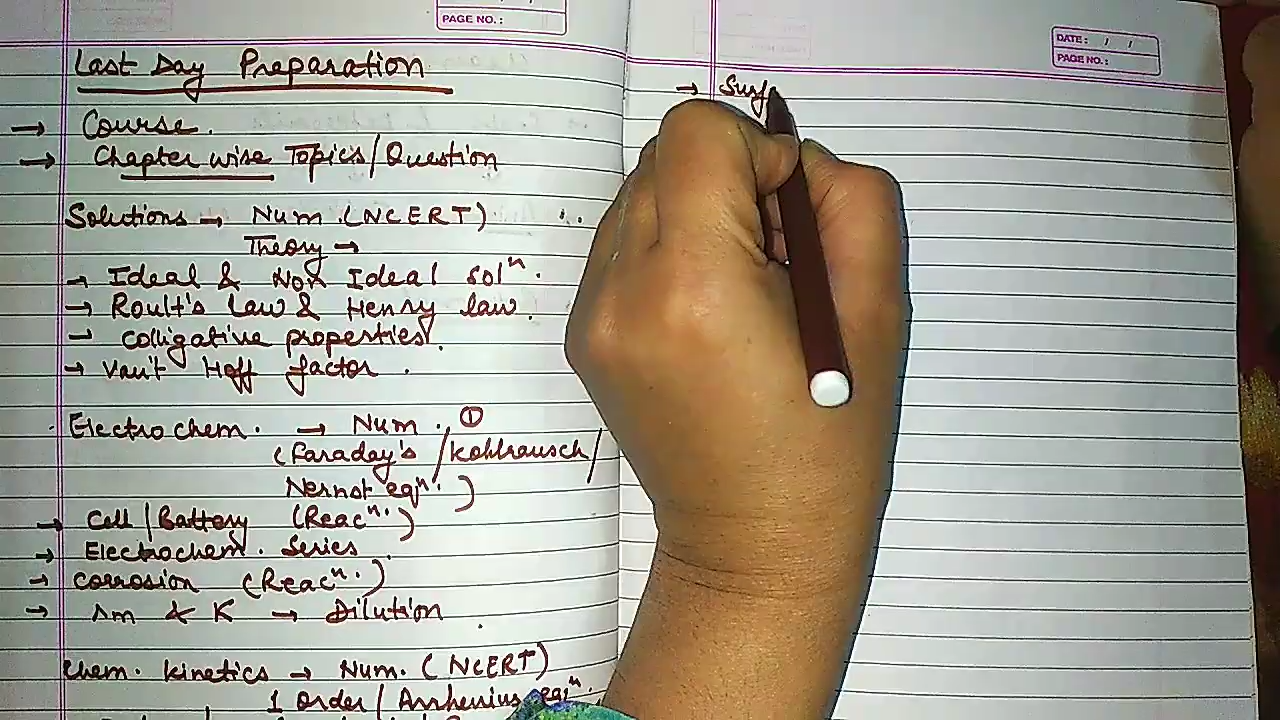 PAGE NO.:
Last Day Preparation
→ Course.
→ Chapter wise Topics/Question
Solutions → Num. (NCERT)
Theory →
→ Ideal & Non Ideal solⁿ.
→ Roult's Law & Henry law.
→ Colligative properties.
→ Vant Hoff factor.
Electrochem. → Num. ①
(Faraday's / Kohlrausch /
Nernst eqⁿ.)
→ Cell / Battery (Reacⁿ.)
→ Electrochem. Series
→ Corrosion (Reacⁿ.)
→ Λm & K → Dilution
Chem. Kinetics → Num. (NCERT)
1 Order / Arrhenius eqⁿ.
DATE: / /
PAGE NO.:
→ Surf